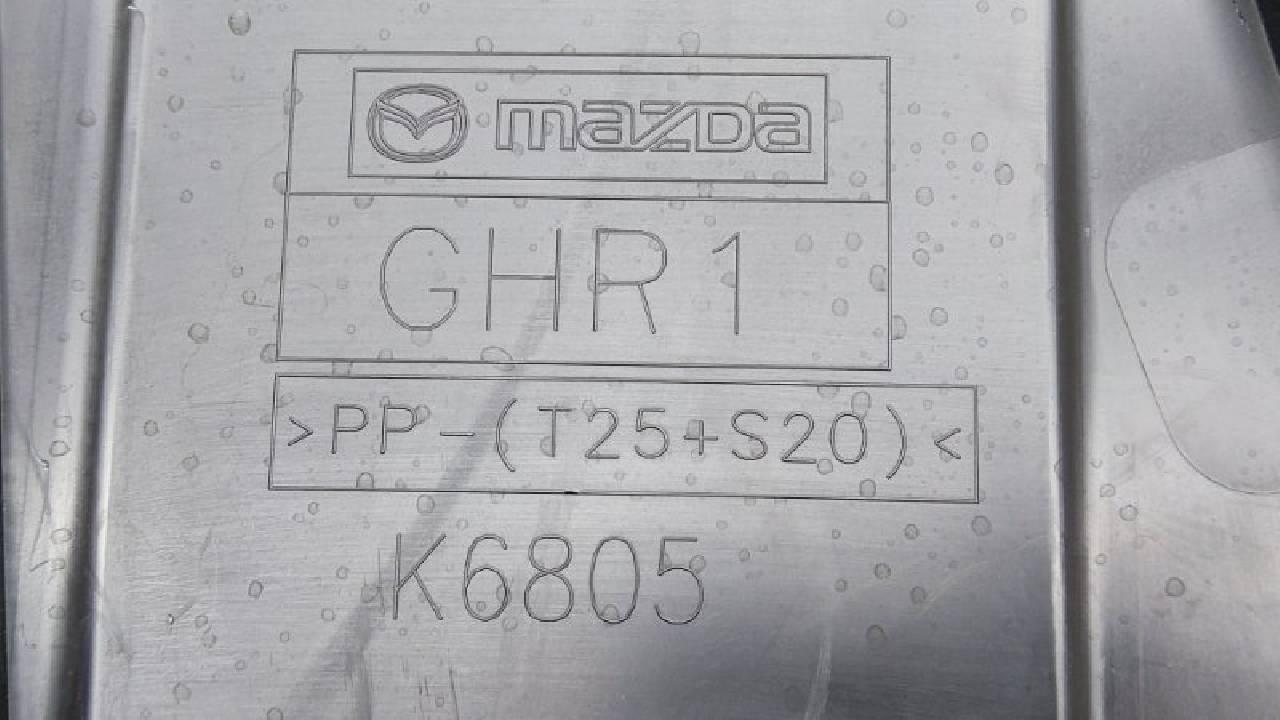 mazda
GHR1
>PP-(T25+S20)<
K6805